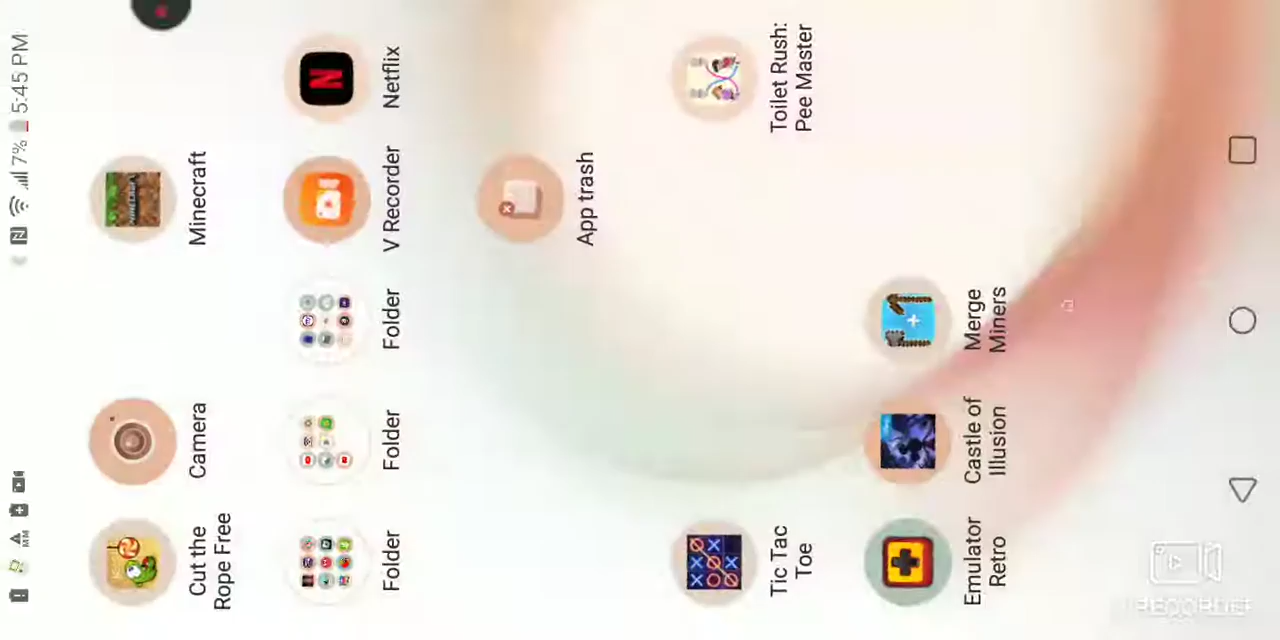 7% 5:45 PM
Cut the
Rope Free
Camera
Minecraft
Folder
Folder
Folder
V Recorder
Netflix
App trash
Tic Tac
Toe
Toilet Rush:
Pee Master
Emulator
Retro
Castle of
Illusion
Merge
Miners
RECORDER